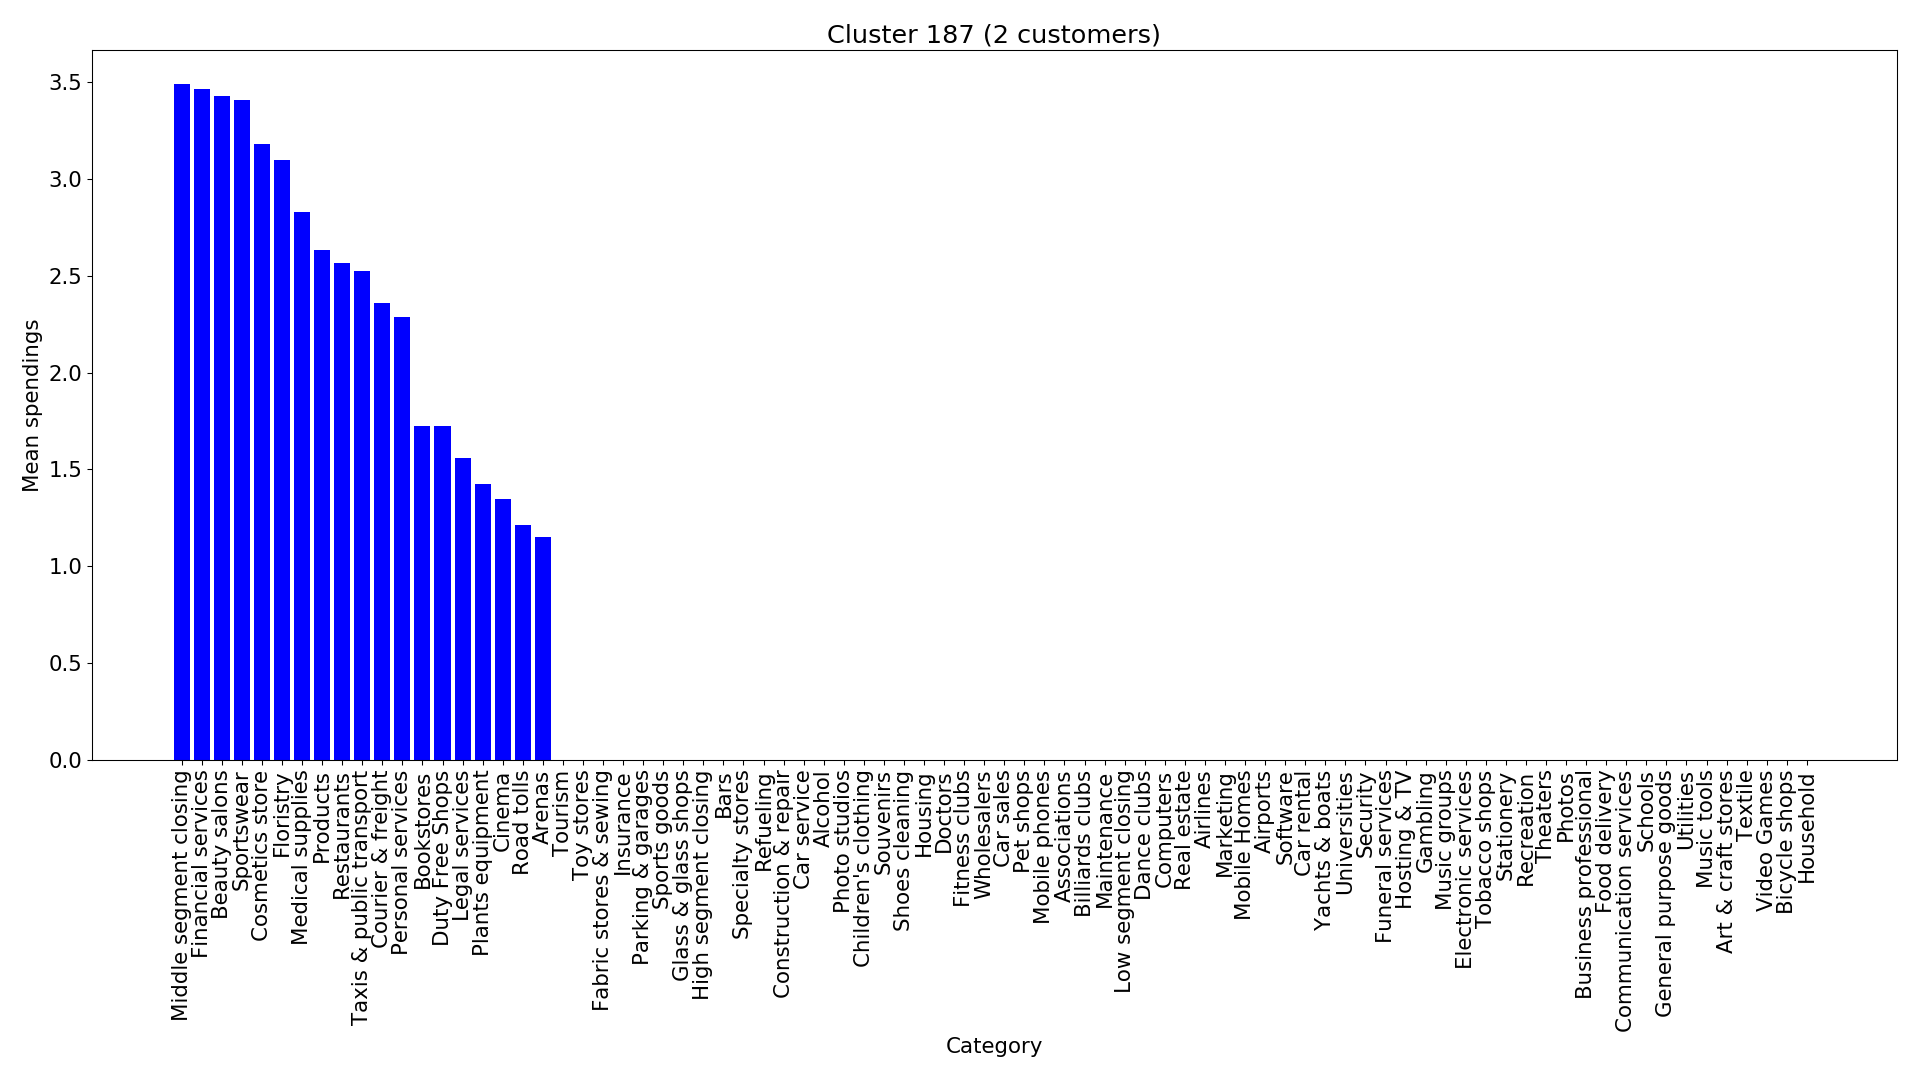 Cluster 187 (2 customers)
Mean spendings
3.5
3.0
2.5
2.0
1.5
1.0
0.5
0.0
Middle segment closing
Financial services
Beauty salons
Sportswear
Cosmetics store
Floristry
Medical supplies
Products
Restaurants
Taxis & public transport
Courier & freight
Personal services
Bookstores
Duty Free Shops
Legal services
Plants equipment
Cinema
Road tolls
Arenas
Tourism
Toy stores
Fabric stores & sewing
Insurance
Parking & garages
Sports goods
Glass & glass shops
High segment closing
Bars
Specialty stores
Refueling
Construction & repair
Car service
Alcohol
Photo studios
Children's clothing
Souvenirs
Shoes cleaning
Housing
Doctors
Fitness clubs
Wholesalers
Car sales
Pet shops
Mobile phones
Associations
Billiards clubs
Maintenance
Low segment closing
Dance clubs
Computers
Real estate
Airlines
Marketing
Mobile Homes
Airports
Software
Car rental
Yachts & boats
Universities
Security
Funeral services
Hosting & TV
Gambling
Music groups
Electronic services
Tobacco shops
Stationery
Recreation
Theaters
Photos
Business professional
Food delivery
Communication services
Schools
General purpose goods
Utilities
Music tools
Art & craft stores
Textile
Video Games
Bicycle shops
Household
Category